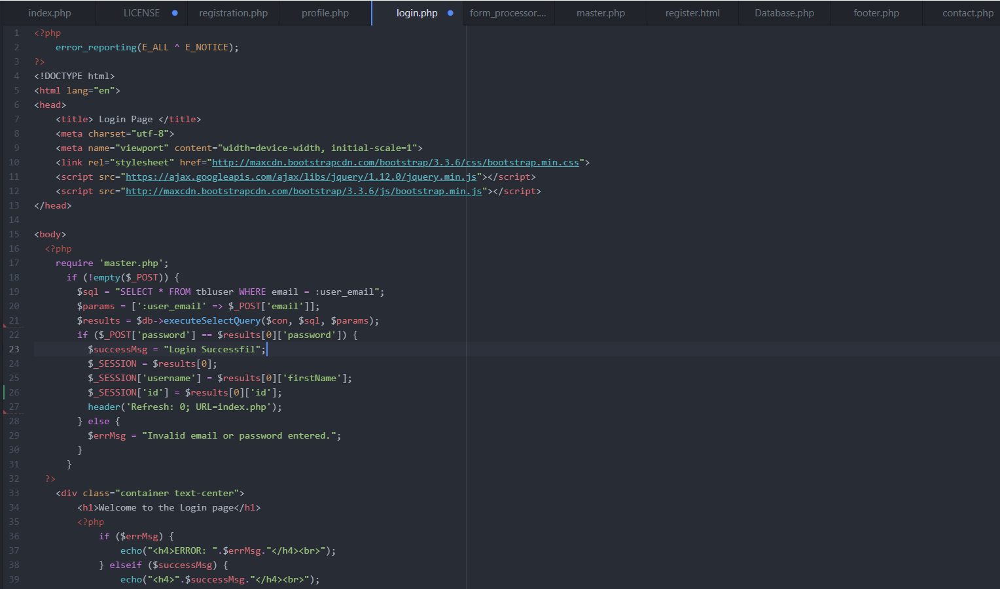 index.php LICENSE registration.php profile.php login.php form_processor.... master.php register.html Database.php footer.php contact.php
1 <?php
2 error_reporting(E_ALL ^ E_NOTICE);
3 ?>
4 <!DOCTYPE html>
5 <html lang="en">
6 <head>
7 <title> Login Page </title>
8 <meta charset="utf-8">
9 <meta name="viewport" content="width=device-width, initial-scale=1">
10 <link rel="stylesheet" href="http://maxcdn.bootstrapcdn.com/bootstrap/3.3.6/css/bootstrap.min.css">
11 <script src="https://ajax.googleapis.com/ajax/libs/jquery/1.12.0/jquery.min.js"></script>
12 <script src="http://maxcdn.bootstrapcdn.com/bootstrap/3.3.6/js/bootstrap.min.js"></script>
13 </head>
14
15 <body>
16 <?php
17 require 'master.php';
18 if (!empty($_POST)) {
19 $sql = "SELECT * FROM tbluser WHERE email = :user_email";
20 $params = [':user_email' => $_POST['email']];
21 $results = $db->executeSelectQuery($con, $sql, $params);
22 if ($_POST['password'] == $results[0]['password']) {
23 $successMsg = "Login Successfil";
24 $_SESSION = $results[0];
25 $_SESSION['username'] = $results[0]['firstName'];
26 $_SESSION['id'] = $results[0]['id'];
27 header('Refresh: 0; URL=index.php');
28 } else {
29 $errMsg = "Invalid email or password entered.";
30 }
31 }
32 ?>
33 <div class="container text-center">
34 <h1>Welcome to the Login page</h1>
35 <?php
36 if ($errMsg) {
37 echo("<h4>ERROR: ".$errMsg."</h4><br>");
38 } elseif ($successMsg) {
39 echo("<h4>".$successMsg."</h4><br>");